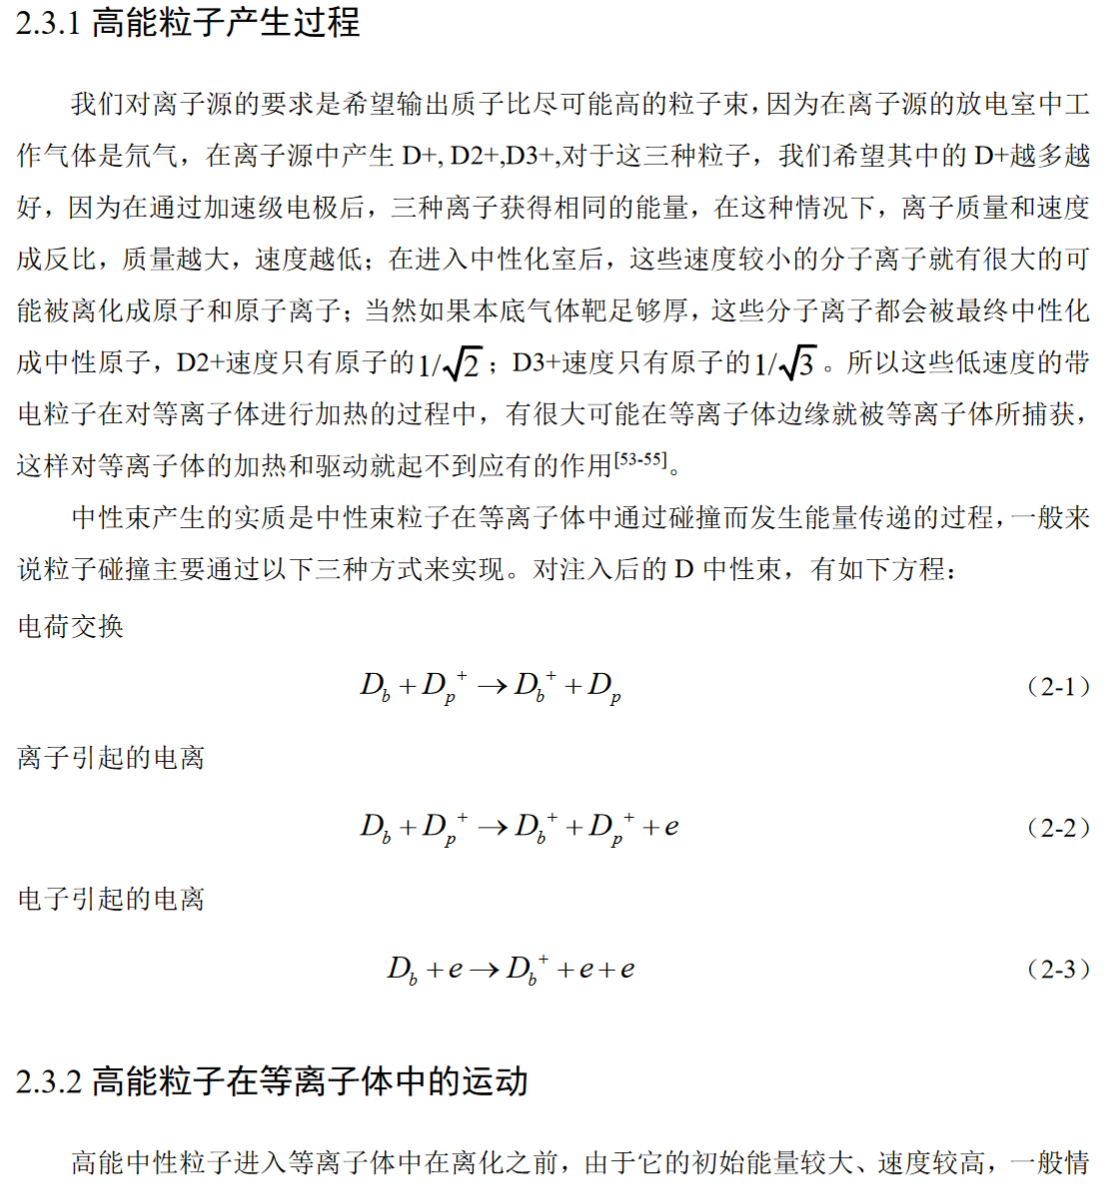 2.3.1 高能粒子产生过程
我们对离子源的要求是希望输出质子比尽可能高的粒子束，因为在离子源的放电室中工
作气体是氘气，在离子源中产生 D+, D2+,D3+,对于这三种粒子，我们希望其中的 D+越多越
好，因为在通过加速级电极后，三种离子获得相同的能量，在这种情况下，离子质量和速度
成反比，质量越大，速度越低；在进入中性化室后，这些速度较小的分子离子就有很大的可
能被离化成原子和原子离子；当然如果本底气体靶足够厚，这些分子离子都会被最终中性化
成中性原子，D2+速度只有原子的 1/√2；D3+速度只有原子的 1/√3。所以这些低速度的带
电粒子在对等离子体进行加热的过程中，有很大可能在等离子体边缘就被等离子体所捕获，
这样对等离子体的加热和驱动就起不到应有的作用[53-55]。
中性束产生的实质是中性束粒子在等离子体中通过碰撞而发生能量传递的过程，一般来
说粒子碰撞主要通过以下三种方式来实现。对注入后的 D 中性束，有如下方程：
电荷交换
D_b + D_p^+ → D_b^+ + D_p （2-1）
离子引起的电离
D_b + D_p^+ → D_b^+ + D_p^+ + e （2-2）
电子引起的电离
D_b + e → D_b^+ + e + e （2-3）
2.3.2 高能粒子在等离子体中的运动
高能中性粒子进入等离子体中在离化之前，由于它的初始能量较大、速度较高，一般情